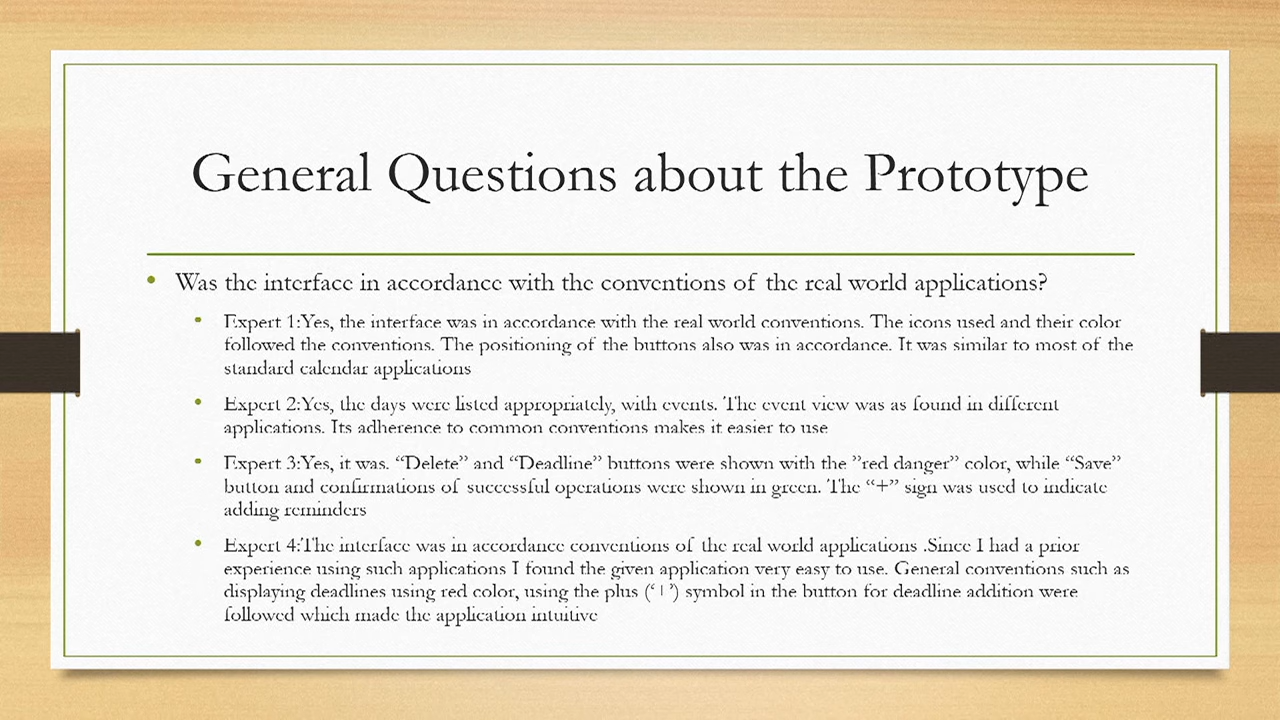 General Questions about the Prototype
• Was the interface in accordance with the conventions of the real world applications?
• Expert 1:Yes, the interface was in accordance with the real world conventions. The icons used and their color
followed the conventions. The positioning of the buttons also was in accordance. It was similar to most of the
standard calendar applications
• Expert 2:Yes, the days were listed appropriately, with events. The event view was as found in different
applications. Its adherence to common conventions makes it easier to use
• Expert 3:Yes, it was. “Delete” and “Deadline” buttons were shown with the ”red danger” color, while “Save”
button and confirmations of successful operations were shown in green. The “+” sign was used to indicate
adding reminders
• Expert 4:The interface was in accordance conventions of the real world applications .Since I had a prior
experience using such applications I found the given application very easy to use. General conventions such as
displaying deadlines using red color, using the plus (‘+’) symbol in the button for deadline addition were
followed which made the application intuitive